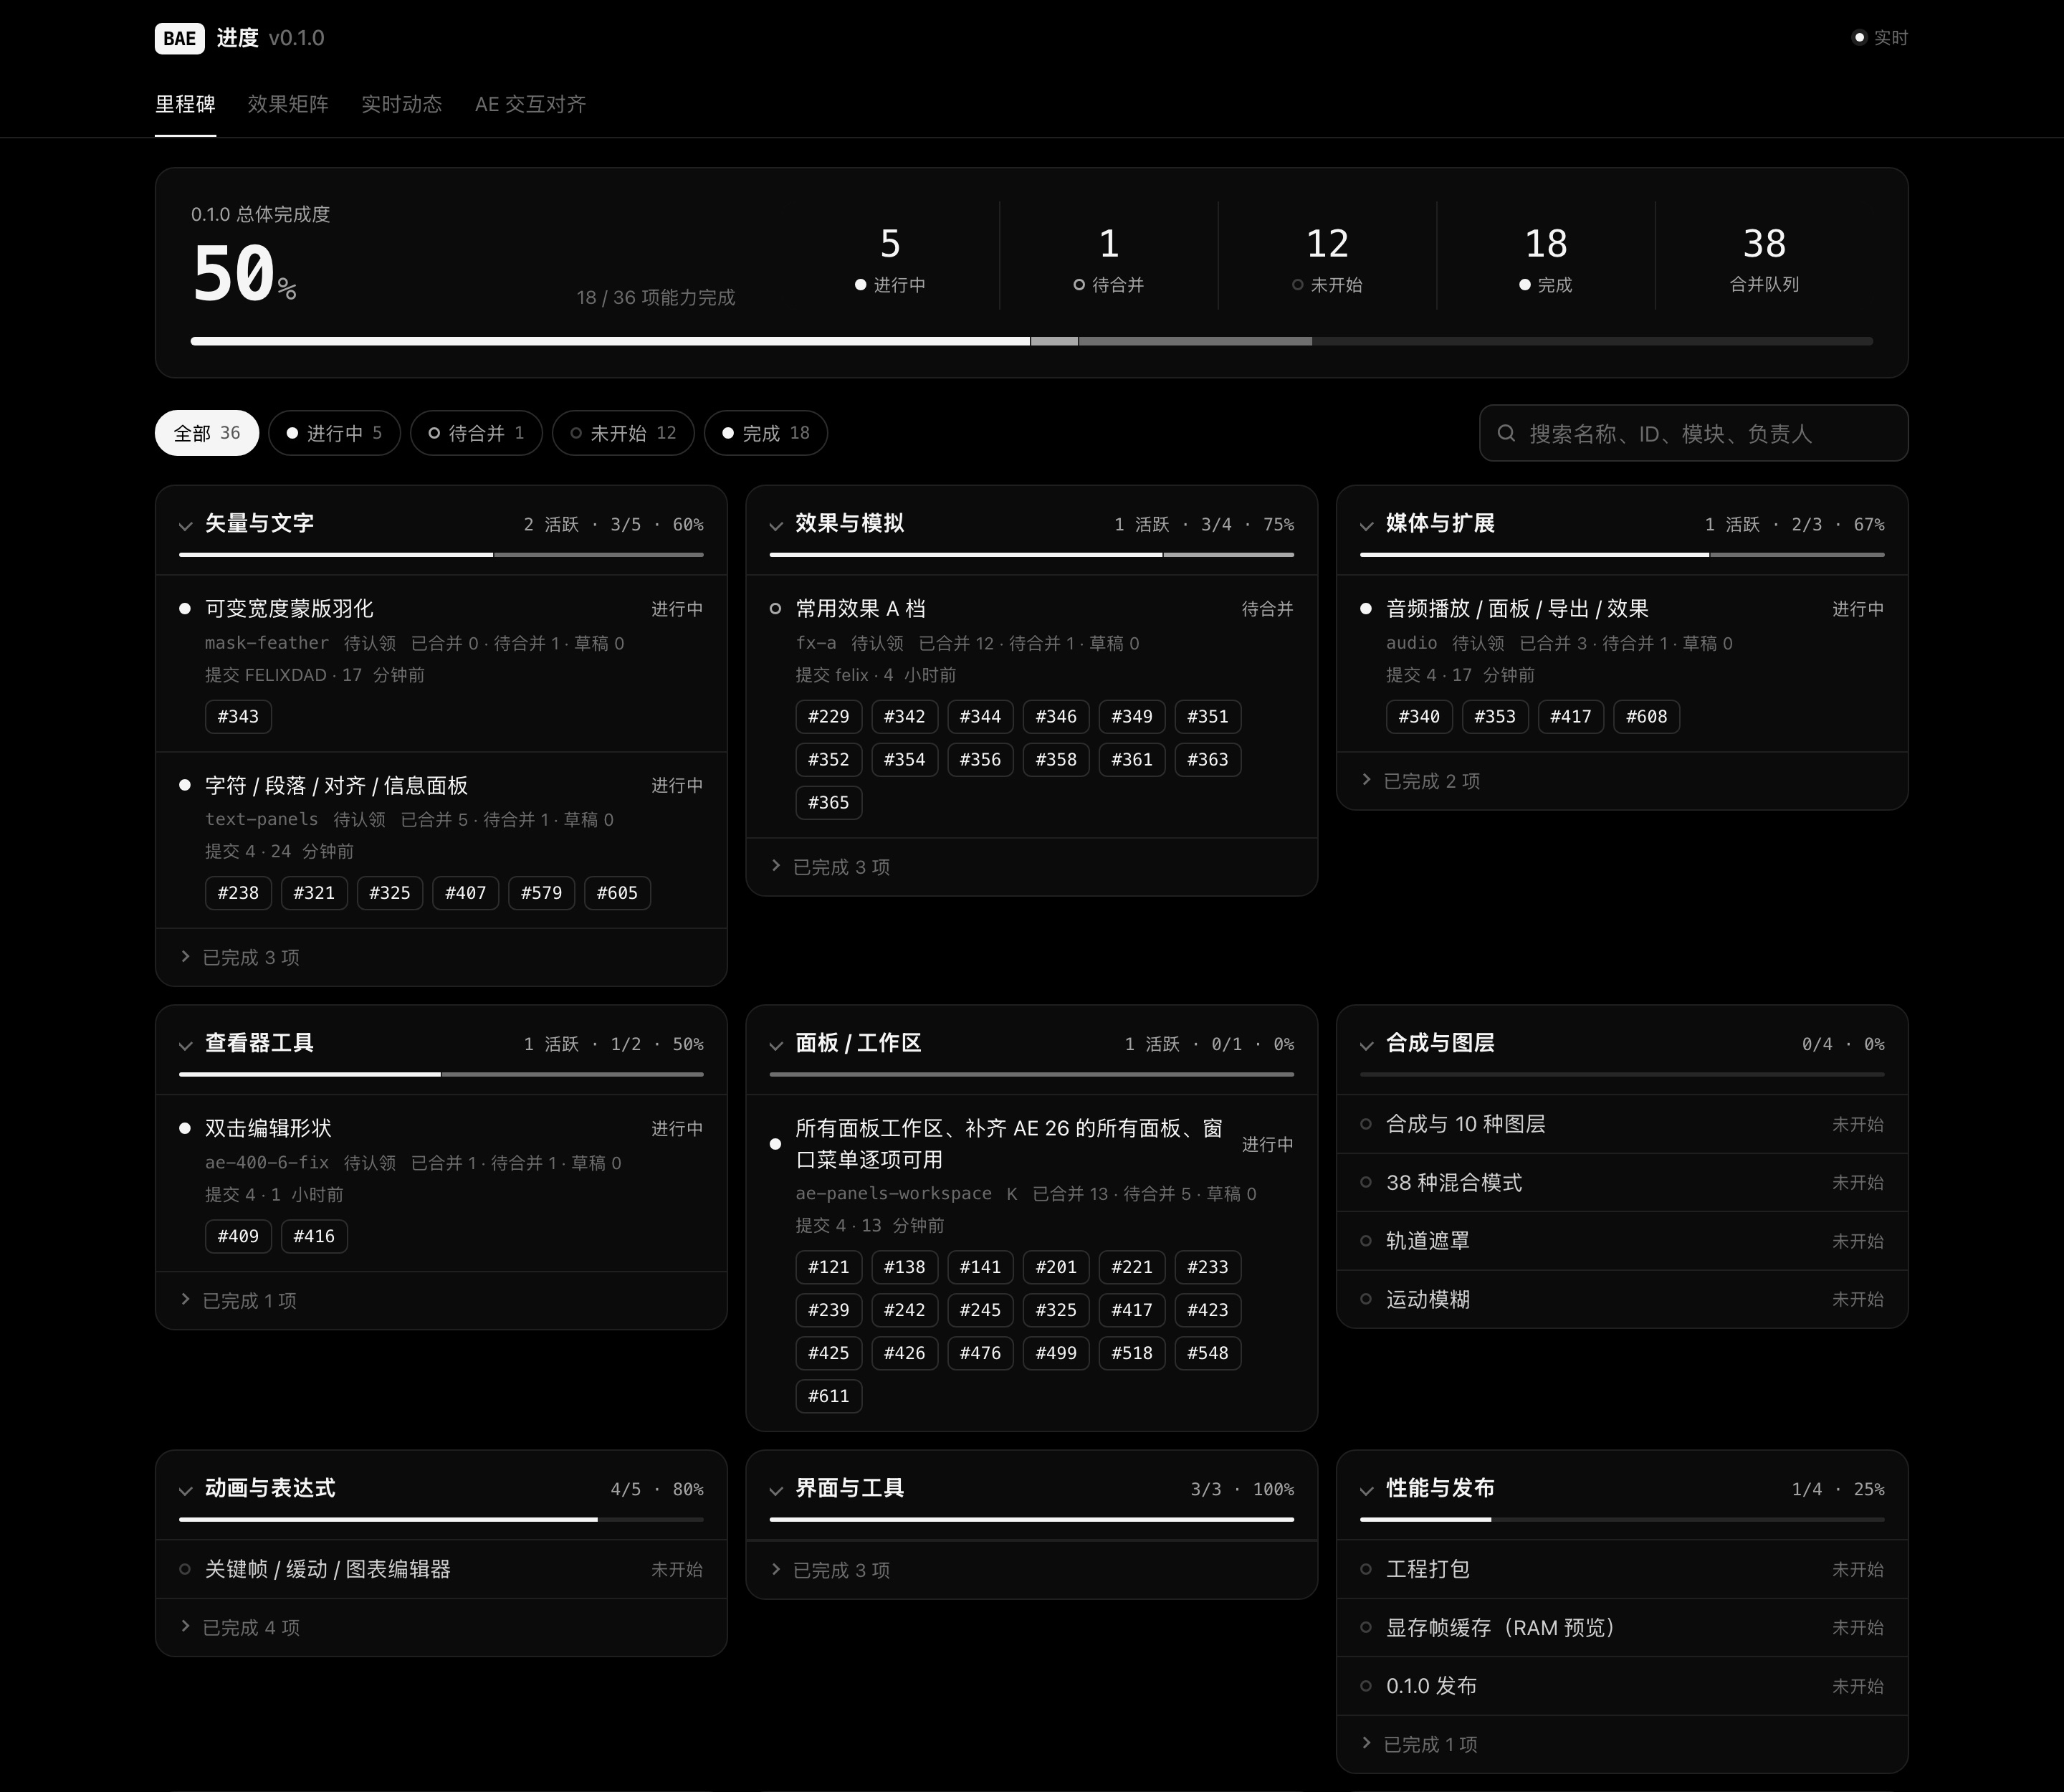 BAE 进度 v0.1.0
实时
里程碑 效果矩阵 实时动态 AE 交互对齐
0.1.0 总体完成度
50%
18 / 36 项能力完成
5
进行中
1
待合并
12
未开始
18
完成
38
合并队列
全部 36 进行中 5 待合并 1 未开始 12 完成 18
搜索名称、ID、模块、负责人
矢量与文字 2 活跃 · 3/5 · 60%
可变宽度蒙版羽化 进行中
mask-feather 待认领 已合并 0 · 待合并 1 · 草稿 0
提交 FELIXDAD · 17 分钟前
#343
字符 / 段落 / 对齐 / 信息面板 进行中
text-panels 待认领 已合并 5 · 待合并 1 · 草稿 0
提交 4 · 24 分钟前
#238 #321 #325 #407 #579 #605
已完成 3 项
效果与模拟 1 活跃 · 3/4 · 75%
常用效果 A 档 待合并
fx-a 待认领 已合并 12 · 待合并 1 · 草稿 0
提交 felix · 4 小时前
#229 #342 #344 #346 #349 #351
#352 #354 #356 #358 #361 #363
#365
已完成 3 项
媒体与扩展 1 活跃 · 2/3 · 67%
音频播放 / 面板 / 导出 / 效果 进行中
audio 待认领 已合并 3 · 待合并 1 · 草稿 0
提交 4 · 17 分钟前
#340 #353 #417 #608
已完成 2 项
查看器工具 1 活跃 · 1/2 · 50%
双击编辑形状 进行中
ae-400-6-fix 待认领 已合并 1 · 待合并 1 · 草稿 0
提交 4 · 1 小时前
#409 #416
已完成 1 项
面板 / 工作区 1 活跃 · 0/1 · 0%
所有面板工作区、补齐 AE 26 的所有面板、窗
口菜单逐项可用 进行中
ae-panels-workspace K 已合并 13 · 待合并 5 · 草稿 0
提交 4 · 13 分钟前
#121 #138 #141 #201 #221 #233
#239 #242 #245 #325 #417 #423
#425 #426 #476 #499 #518 #548
#611
合成与图层 0/4 · 0%
合成与 10 种图层 未开始
38 种混合模式 未开始
轨道遮罩 未开始
运动模糊 未开始
动画与表达式 4/5 · 80%
关键帧 / 缓动 / 图表编辑器 未开始
已完成 4 项
界面与工具 3/3 · 100%
已完成 3 项
性能与发布 1/4 · 25%
工程打包 未开始
显存帧缓存（RAM 预览） 未开始
0.1.0 发布 未开始
已完成 1 项